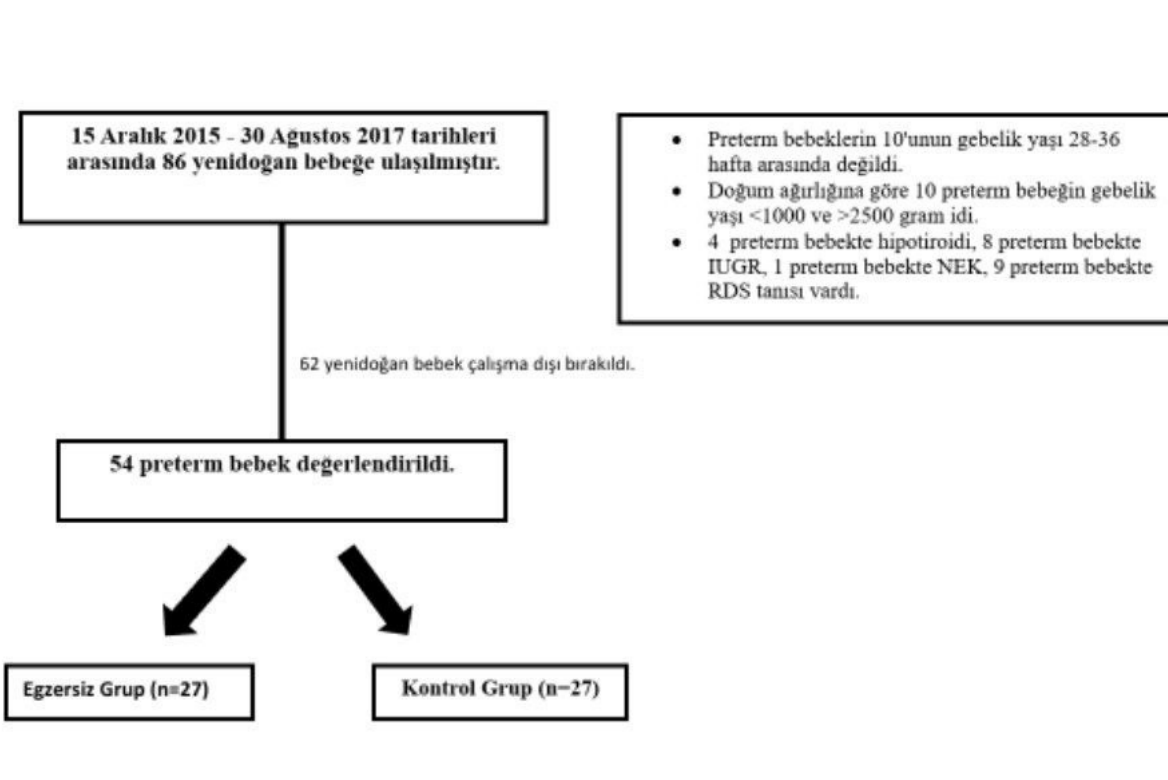 15 Aralık 2015 - 30 Ağustos 2017 tarihleri
arasında 86 yenidoğan bebeğe ulaşılmıştır.
• Preterm bebeklerin 10'unun gebelik yaşı 28-36
hafta arasında değildi.
• Doğum ağırlığına göre 10 preterm bebeğin gebelik
yaşı <1000 ve >2500 gram idi.
• 4 preterm bebekte hipotiroidi, 8 preterm bebekte
IUGR, 1 preterm bebekte NEK, 9 preterm bebekte
RDS tanısı vardı.
62 yenidoğan bebek çalışma dışı bırakıldı.
54 preterm bebek değerlendirildi.
Egzersiz Grup (n=27)
Kontrol Grup (n=27)